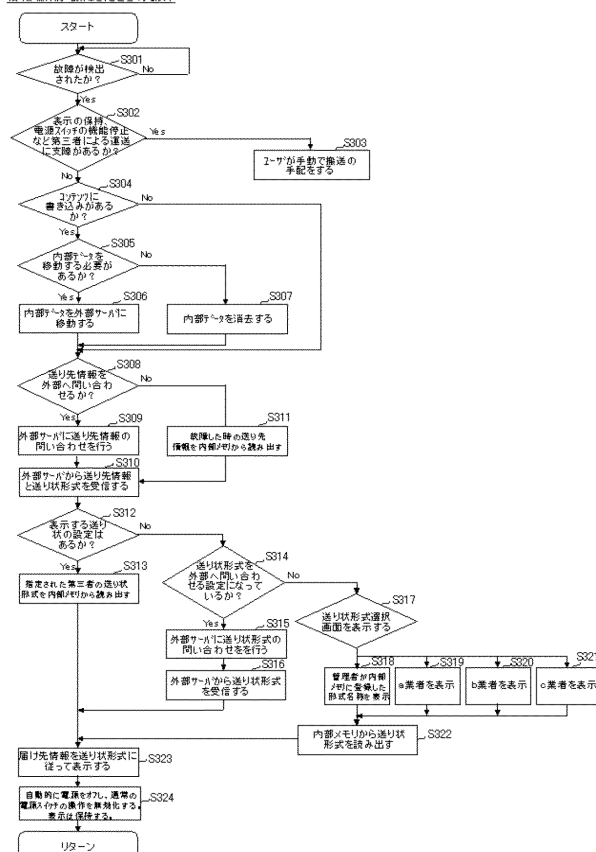 スタート
S301
故障が検出
されたか？
No
Yes
S302
表示の保持、
電源スイッチの機能停止
など第三者による運送
に支障があるか？
Yes
S303
ユーザが手動で搬送の
手配をする
No
S304
コンテンツに
書き込みがある
か？
No
Yes
S305
内部データを
移動する必要が
あるか？
No
Yes
S306
内部データを外部サーバに
移動する
S307
内部データを消去する
S308
送り先情報を
外部へ問い合わ
せるか？
No
Yes
S309
外部サーバに送り先情報の
問い合わせを行う
S311
故障した時の送り先
情報を内部メモリから読み出す
S310
外部サーバから送り先情報
と送り状形式を受信する
S312
表示する送り
状の設定は
あるか？
No
Yes
S313
指定された第三者の送り状
形式を内部メモリから読み出す
S314
送り状形式を
外部へ問い合わ
せる設定になって
いるか？
No
Yes
S315
外部サーバに送り状形式の
問い合わせをを行う
S316
外部サーバから送り状形式
を受信する
S317
送り状形式選択
画面を表示する
S318
管理者が内部
メモリに登録した
形式名称を表示
S319
a業者を表示
S320
b業者を表示
S321
c業者を表示
内部メモリから送り状
形式を読み出す
S322
届け先情報を送り状形式に
従って表示する
S323
自動的に電源をオフし、通常の
電源スイッチの操作を無効化する。
表示は保持する。
S324
リターン